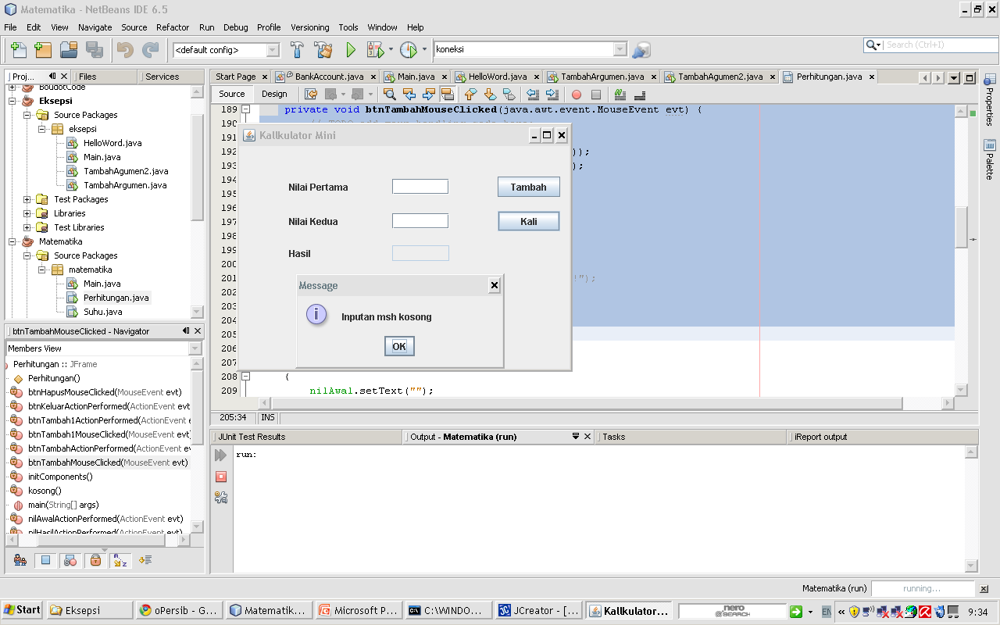 Matematika - NetBeans IDE 6.5
File Edit View Navigate Source Refactor Run Debug Profile Versioning Tools Window Help
<default config>
koneksi
Search (Ctrl+I)
Proj... Files Services
BoudotCode
Eksepsi
Source Packages
eksepsi
HelloWord.java
Main.java
TambahAgumen2.java
TambahArgumen.java
Test Packages
Libraries
Test Libraries
Matematika
Source Packages
matematika
Main.java
Perhitungan.java
Suhu.java
btnTambahMouseClicked - Navigator
Members View
Perhitungan :: JFrame
Perhitungan()
btnHapusMouseClicked(MouseEvent evt)
btnKeluarActionPerformed(ActionEvent evt
btnTambah1ActionPerformed(ActionEvent
btnTambah1MouseClicked(MouseEvent evt)
btnTambahActionPerformed(ActionEvent ev
btnTambahMouseClicked(MouseEvent evt)
initComponents()
kosong()
main(String[] args)
nilAwalActionPerformed(ActionEvent evt)
nilHasilActionPerformed(ActionEvent evt)
Start Page BankAccount.java Main.java HelloWord.java TambahArgumen.java TambahAgumen2.java Perhitungan.java
Source Design
189 private void btnTambahMouseClicked(java.awt.event.MouseEvent evt) {
190 // TODO add your handling code here:
191
192 ));
193 );
194
195
196
197
198
199
200
201 !");
202
203
204
205
206
207
208 {
209 nilAwal.setText("");
Kallkulator Mini
Nilai Pertama
Tambah
Nilai Kedua
Kali
Hasil
Message
Inputan msh kosong
OK
205:34 INS
JUnit Test Results Output - Matematika (run) Tasks iReport output
run:
Properties
Palette
Matematika (run) running...
Start Eksepsi oPersib - G... Matematik... Microsoft P... C:\WINDO... JCreator - [... Kallkulator... nero SEARCH EN « 9:34